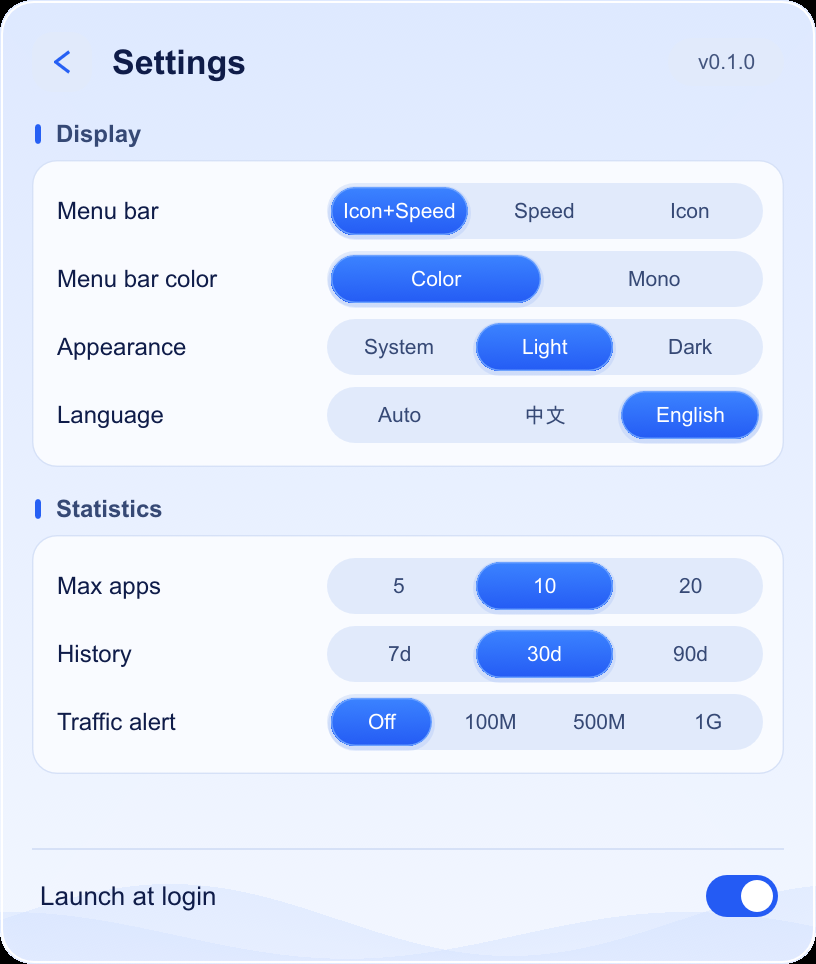 Settings v0.1.0
Display
Menu bar Icon+Speed Speed Icon
Menu bar color Color Mono
Appearance System Light Dark
Language Auto 中文 English
Statistics
Max apps 5 10 20
History 7d 30d 90d
Traffic alert Off 100M 500M 1G
Launch at login